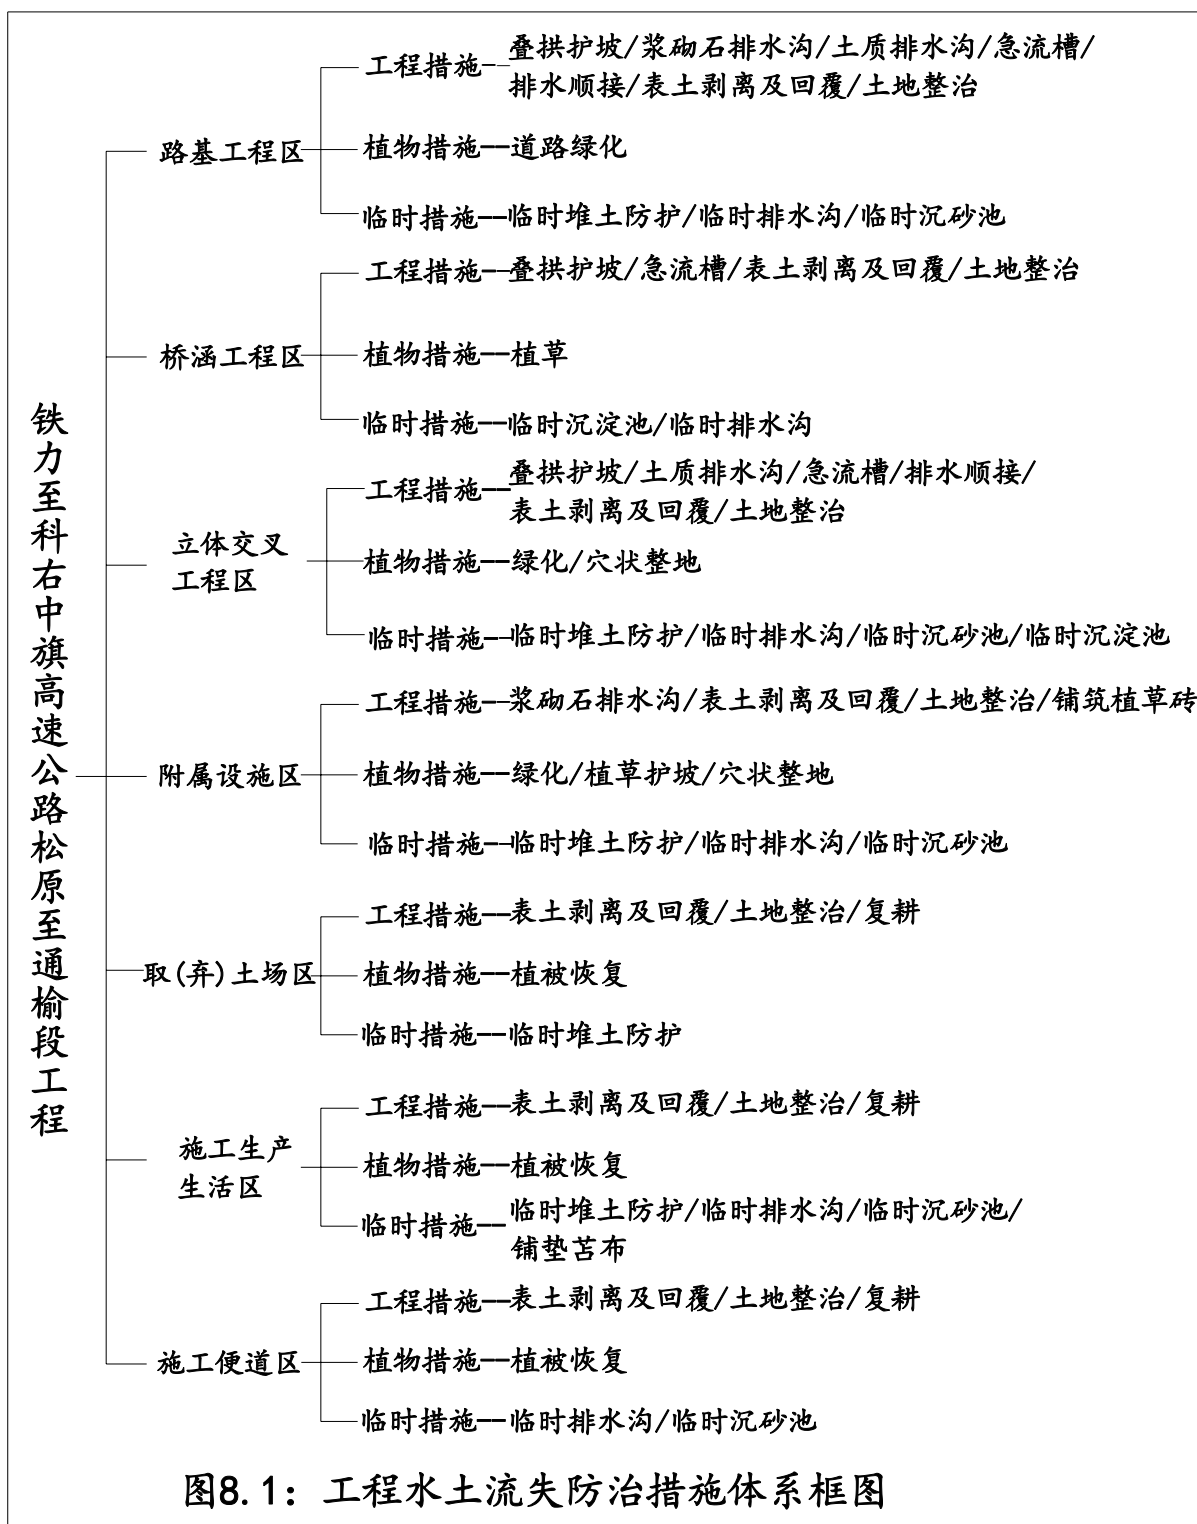 铁力至科右中旗高速公路松原至通榆段工程
路基工程区
工程措施--叠拱护坡/浆砌石排水沟/土质排水沟/急流槽/
排水顺接/表土剥离及回覆/土地整治
植物措施--道路绿化
临时措施--临时堆土防护/临时排水沟/临时沉砂池
桥涵工程区
工程措施--叠拱护坡/急流槽/表土剥离及回覆/土地整治
植物措施--植草
临时措施--临时沉淀池/临时排水沟
立体交叉
工程区
工程措施--叠拱护坡/土质排水沟/急流槽/排水顺接/
表土剥离及回覆/土地整治
植物措施--绿化/穴状整地
临时措施--临时堆土防护/临时排水沟/临时沉砂池/临时沉淀池
附属设施区
工程措施--浆砌石排水沟/表土剥离及回覆/土地整治/铺筑植草砖
植物措施--绿化/植草护坡/穴状整地
临时措施--临时堆土防护/临时排水沟/临时沉砂池
取(弃)土场区
工程措施--表土剥离及回覆/土地整治/复耕
植物措施--植被恢复
临时措施--临时堆土防护
施工生产
生活区
工程措施--表土剥离及回覆/土地整治/复耕
植物措施--植被恢复
临时措施--临时堆土防护/临时排水沟/临时沉砂池/
铺垫苫布
施工便道区
工程措施--表土剥离及回覆/土地整治/复耕
植物措施--植被恢复
临时措施--临时排水沟/临时沉砂池
图8.1：工程水土流失防治措施体系框图